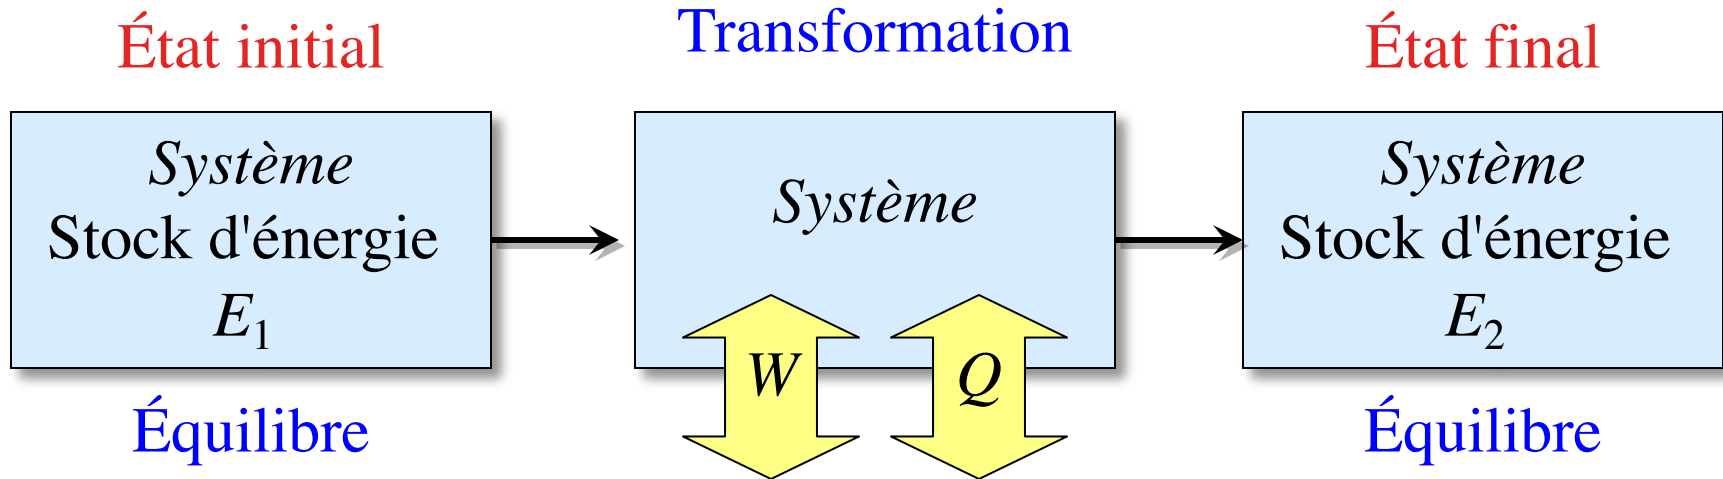 État initial
Transformation
État final
Système
Stock d'énergie
E₁
Système
Système
Stock d'énergie
E₂
W
Q
Équilibre
Équilibre